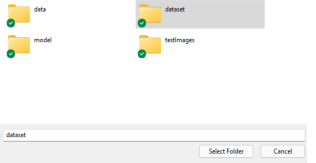 data
dataset
model
testImages
dataset
Select Folder
Cancel